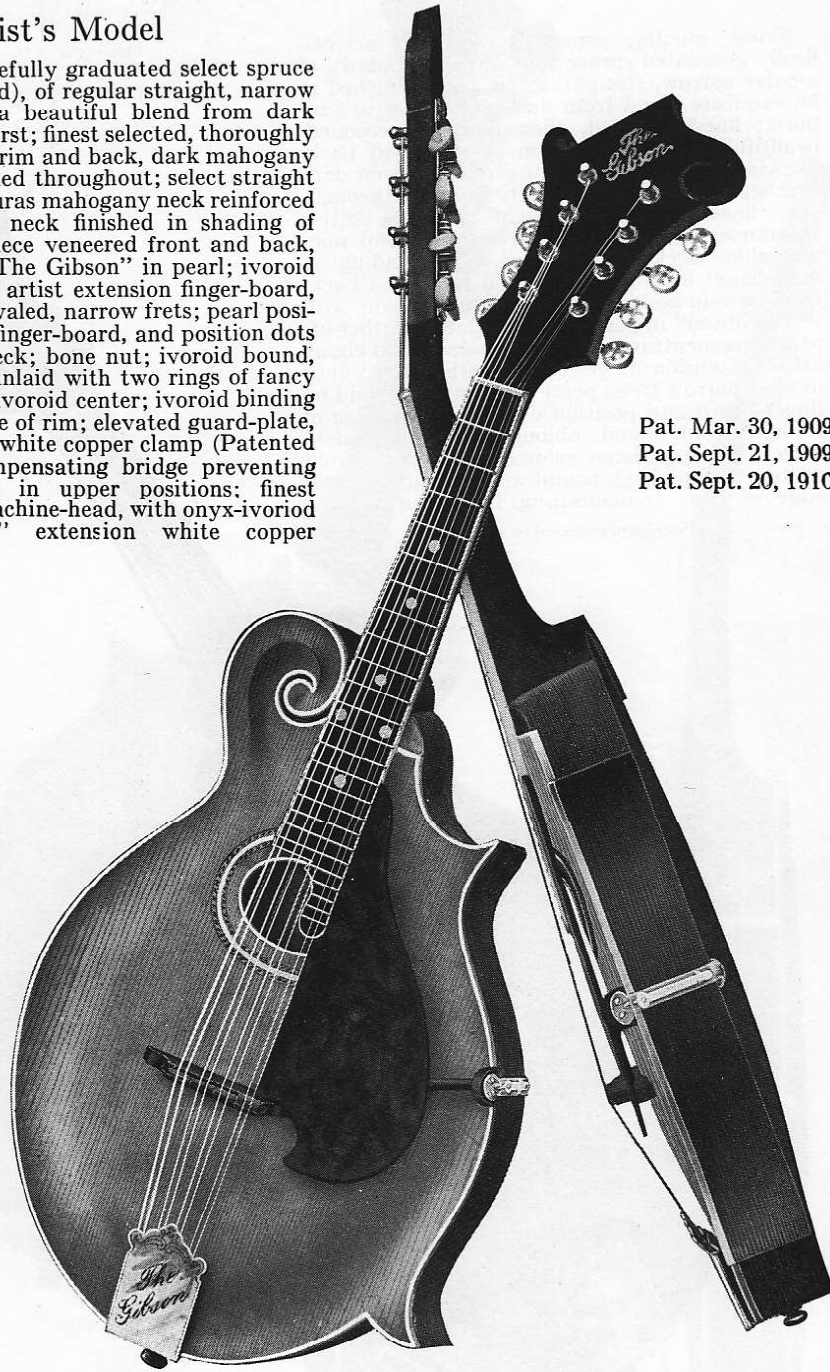 ist's Model
efully graduated select spruce
d), of regular straight, narrow
a beautiful blend from dark
rst; finest selected, thoroughly
rim and back, dark mahogany
ed throughout; select straight
uras mahogany neck reinforced
neck finished in shading of
iece veneered front and back,
The Gibson" in pearl; ivoroid
artist extension finger-board,
valed, narrow frets; pearl posi-
finger-board, and position dots
eck; bone nut; ivoroid bound,
inlaid with two rings of fancy
ivoroid center; ivoroid binding
e of rim; elevated guard-plate,
white copper clamp (Patented
mpensating bridge preventing
in upper positions; finest
achine-head, with onyx-ivoriod
" extension white copper
The
Gibson
Pat. Mar. 30, 1909
Pat. Sept. 21, 1909
Pat. Sept. 20, 1910
The
Gibson